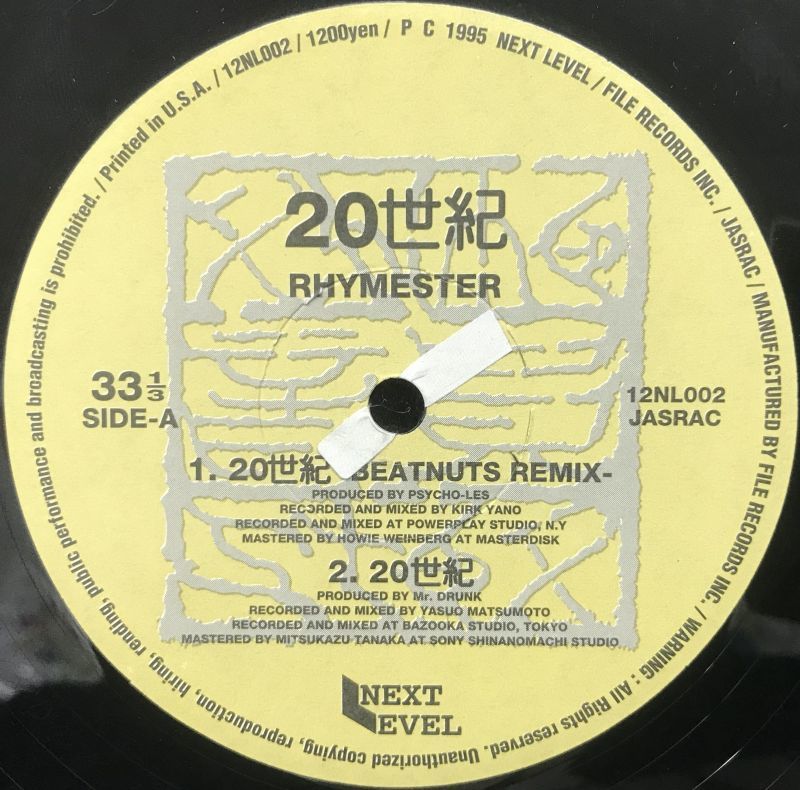 Printed in U.S.A. / 12NL002 / 1200yen / P C 1995 NEXT LEVEL / FILE RECORDS INC. / JASRAC / MANUFACTURED BY FILE RECORDS INC. / WARNING : All Rights reserved. Unauthorized copying, reproduction, hiring, rending, public performance and broadcasting is prohibited. /
20世紀
RHYMESTER
33 1/3
SIDE-A
12NL002
JASRAC
1. 20世紀 -BEATNUTS REMIX-
PRODUCED BY PSYCHO-LES
RECORDED AND MIXED BY KIRK YANO
RECORDED AND MIXED AT POWERPLAY STUDIO, N.Y
MASTERED BY HOWIE WEINBERG AT MASTERDISK
2. 20世紀
PRODUCED BY Mr. DRUNK
RECORDED AND MIXED BY YASUO MATSUMOTO
RECORDED AND MIXED AT BAZOOKA STUDIO, TOKYO
MASTERED BY MITSUKAZU TANAKA AT SONY SHINANOMACHI STUDIO
NEXT
LEVEL